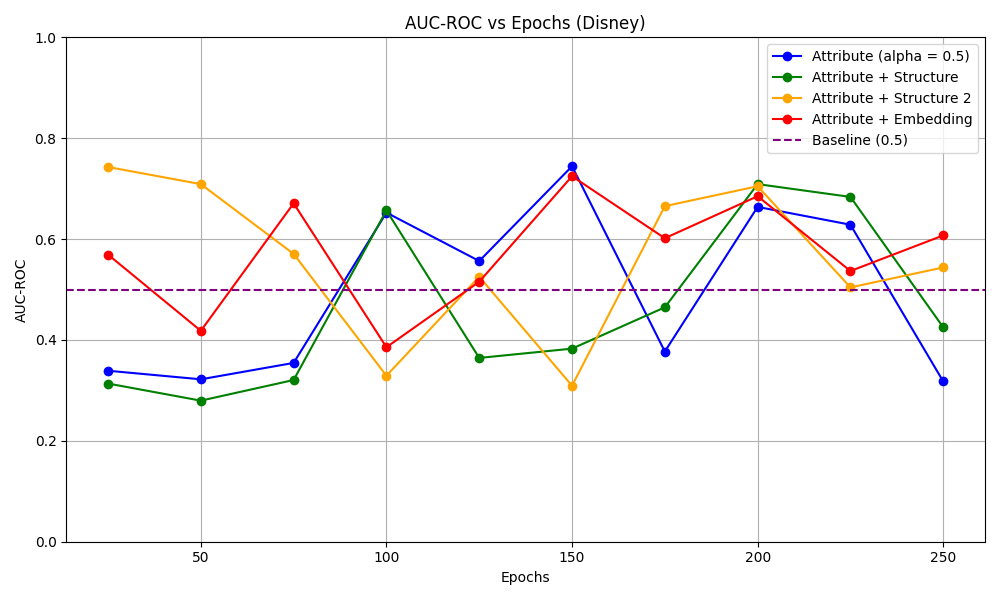 AUC-ROC vs Epochs (Disney)
Attribute (alpha = 0.5)
Attribute + Structure
Attribute + Structure 2
Attribute + Embedding
Baseline (0.5)
AUC-ROC
1.0
0.8
0.6
0.4
0.2
0.0
50 100 150 200 250
Epochs